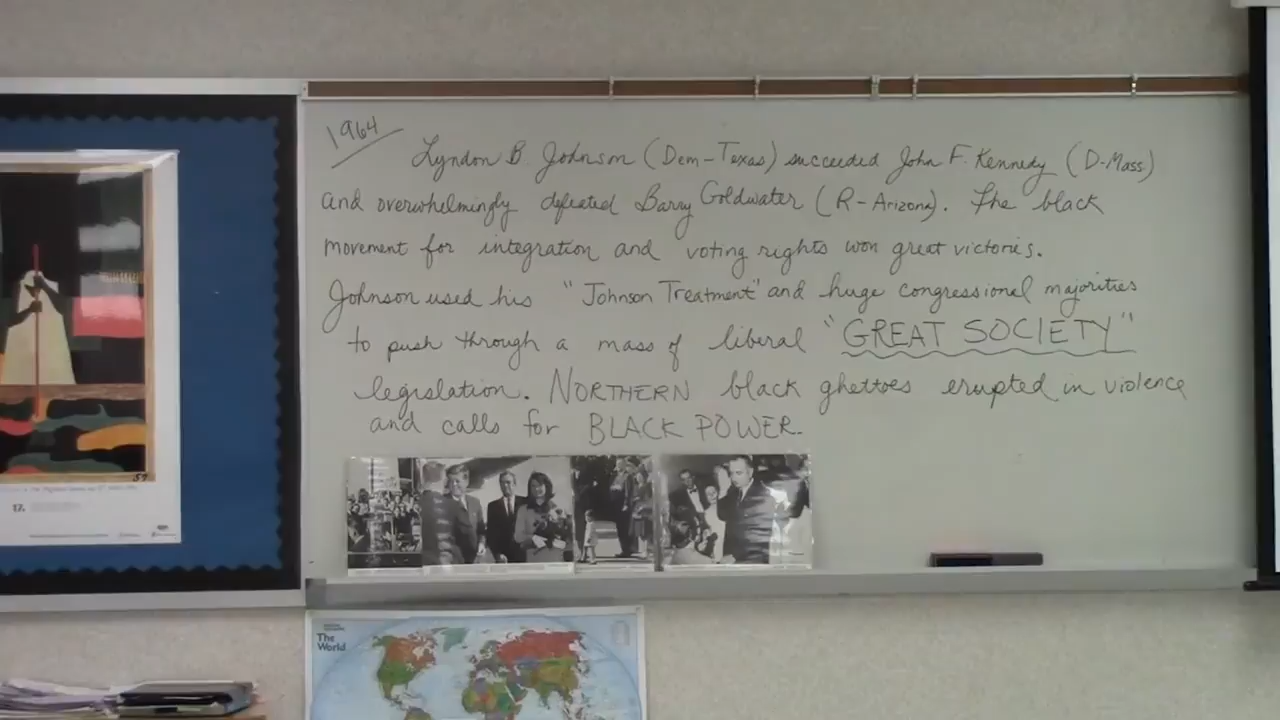 1964
Lyndon B. Johnson (Dem-Texas) succeeded John F. Kennedy (D-Mass)
and overwhelmingly defeated Barry Goldwater (R-Arizona). The black
movement for integration and voting rights won great victories.
Johnson used his "Johnson Treatment" and huge congressional majorities
to push through a mass of liberal "GREAT SOCIETY"
legislation. NORTHERN black ghettoes erupted in violence
and calls for BLACK POWER.
17.
The
World